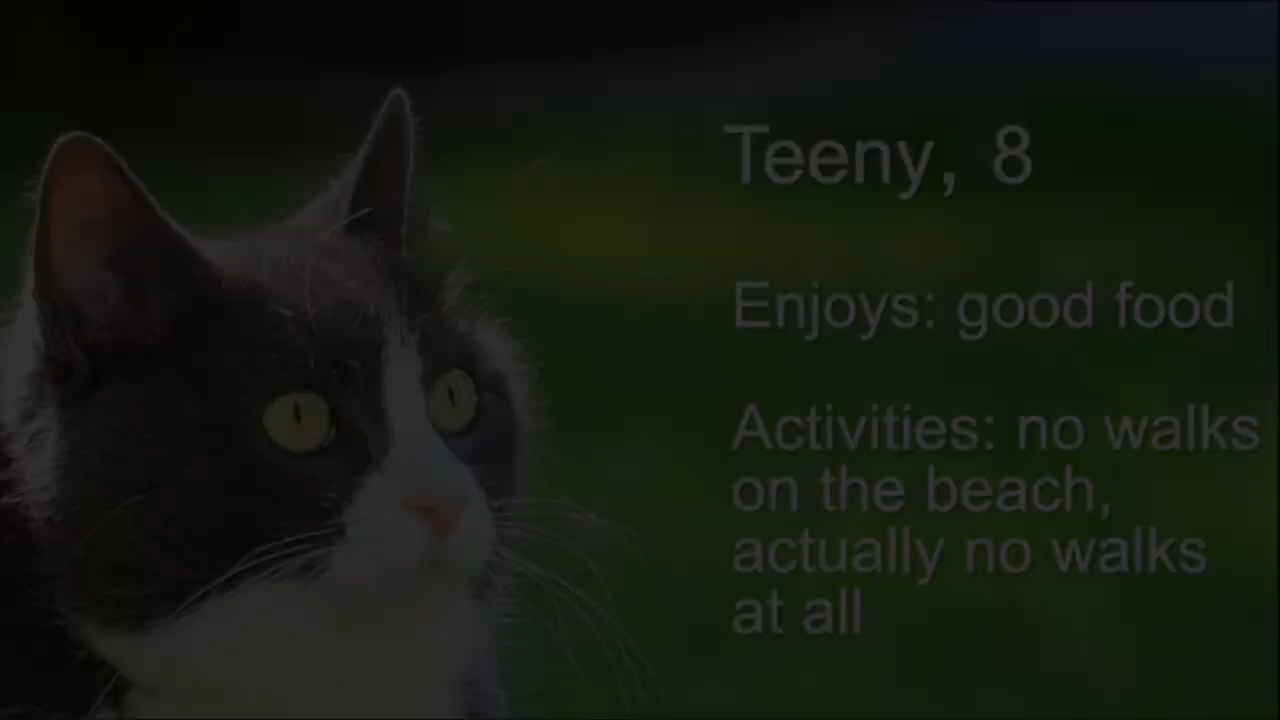 Teeny, 8
Enjoys: good food
Activities: no walks
on the beach,
actually no walks
at all